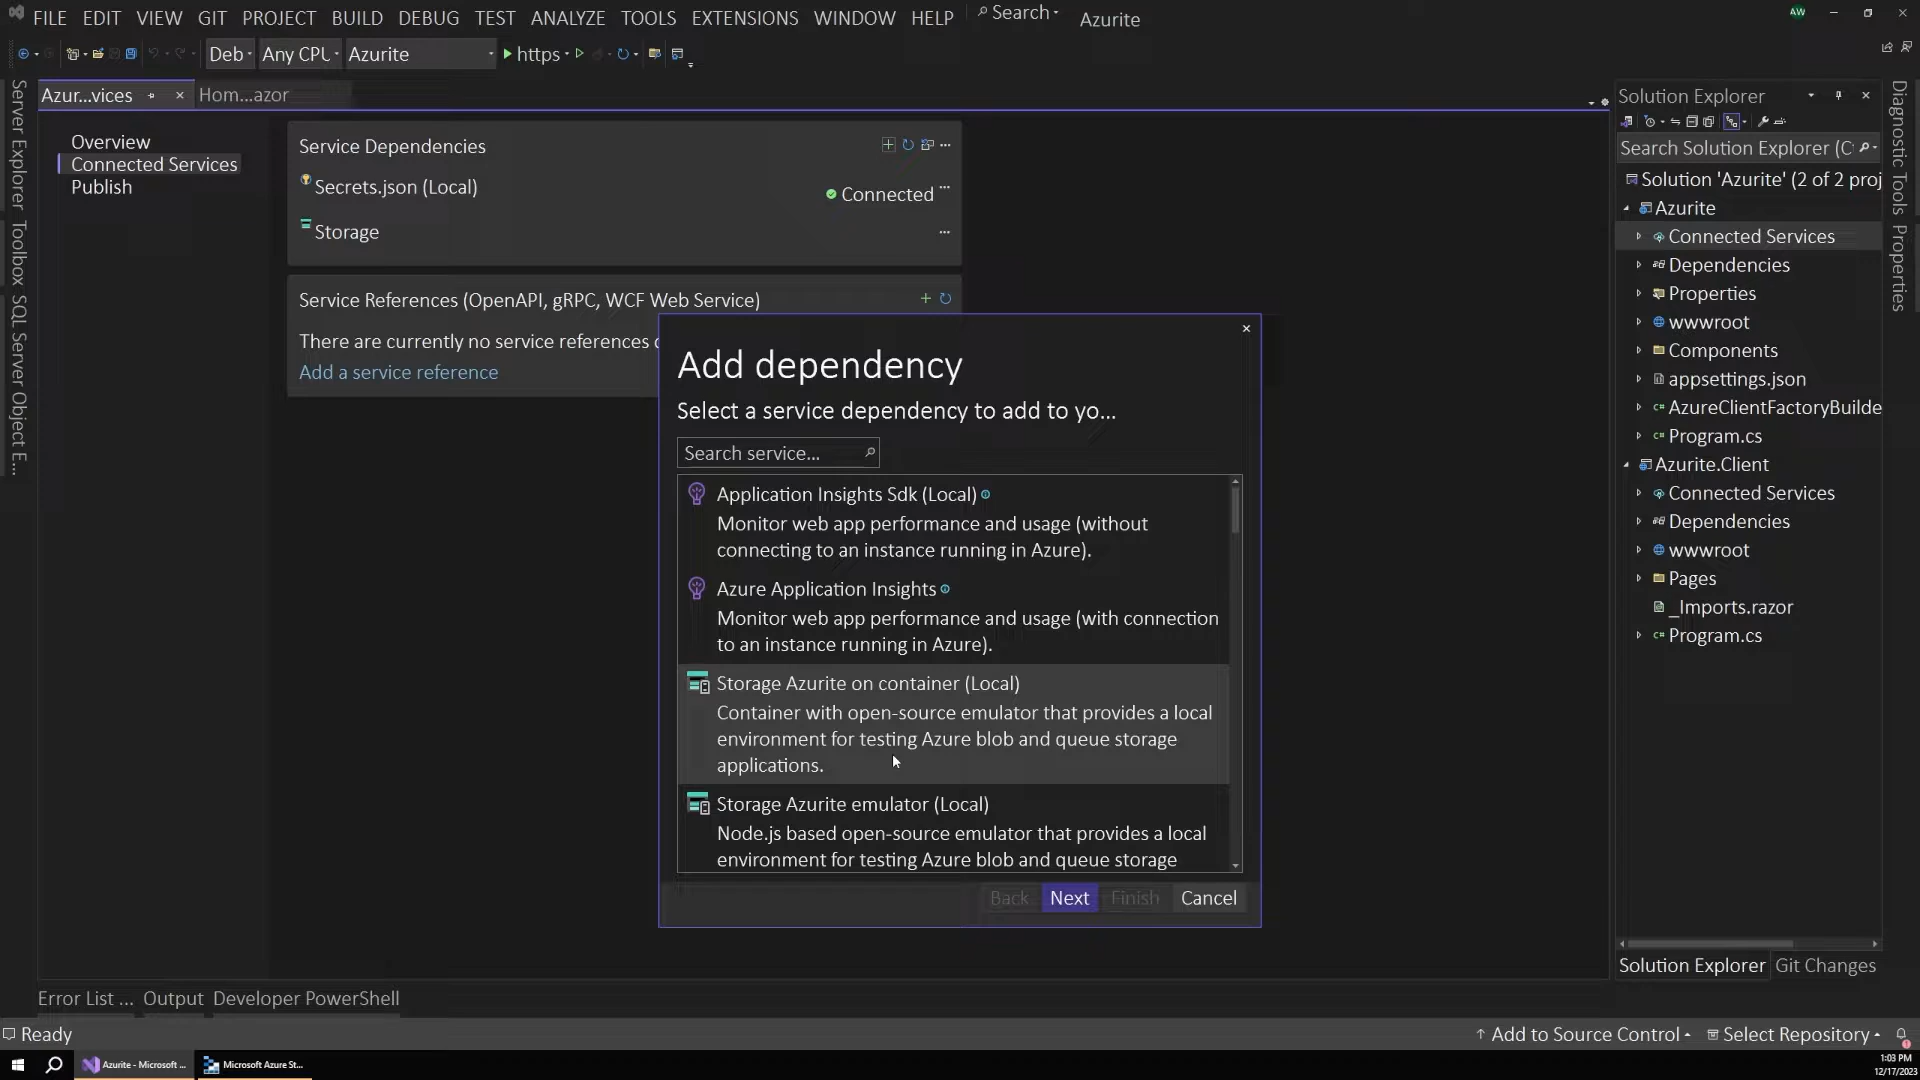 FILE EDIT VIEW GIT PROJECT BUILD DEBUG TEST ANALYZE TOOLS EXTENSIONS WINDOW HELP Search Azurite AW
Deb Any CPU Azurite https
Azur...vices Hom...azor
Server Explorer
Toolbox
SQL Server Object E...
Overview
Connected Services
Publish
Service Dependencies
Secrets.json (Local)
Connected
Storage
Service References (OpenAPI, gRPC, WCF Web Service)
There are currently no service references
Add a service reference
Add dependency
Select a service dependency to add to yo...
Search service...
Application Insights Sdk (Local)
Monitor web app performance and usage (without
connecting to an instance running in Azure).
Azure Application Insights
Monitor web app performance and usage (with connection
to an instance running in Azure).
Storage Azurite on container (Local)
Container with open-source emulator that provides a local
environment for testing Azure blob and queue storage
applications.
Storage Azurite emulator (Local)
Node.js based open-source emulator that provides a local
environment for testing Azure blob and queue storage
Back Next Finish Cancel
Solution Explorer
Search Solution Explorer (C
Solution 'Azurite' (2 of 2 proj
Azurite
Connected Services
Dependencies
Properties
wwwroot
Components
appsettings.json
AzureClientFactoryBuilde
Program.cs
Azurite.Client
Connected Services
Dependencies
wwwroot
Pages
_Imports.razor
Program.cs
Solution Explorer Git Changes
Diagnostic Tools
Properties
Error List ... Output Developer PowerShell
Ready
Add to Source Control Select Repository
Azurite - Microsoft ... Microsoft Azure St...
1:03 PM
12/17/2023